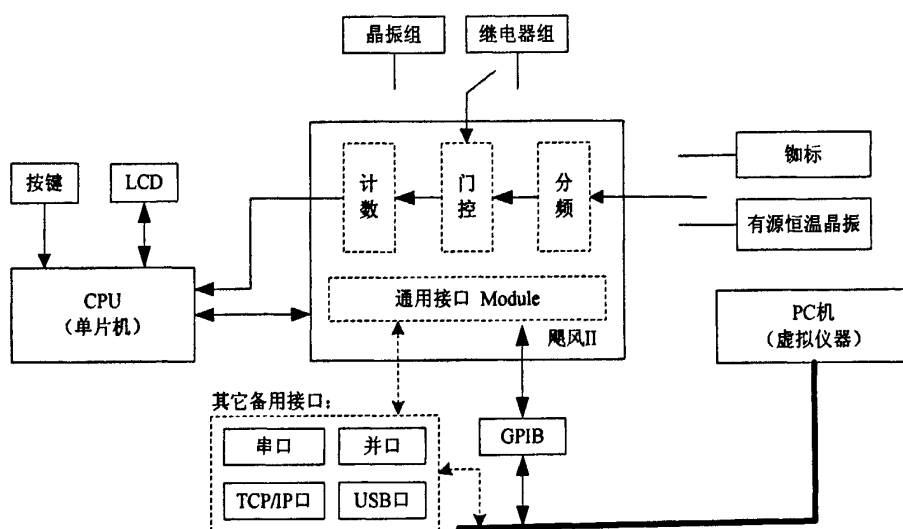 晶振组
继电器组
铷标
有源恒温晶振
按键
LCD
计数
门控
分频
CPU
（单片机）
通用接口 Module
飓风II
PC机
（虚拟仪器）
其它备用接口:
串口
并口
TCP/IP口
USB口
GPIB